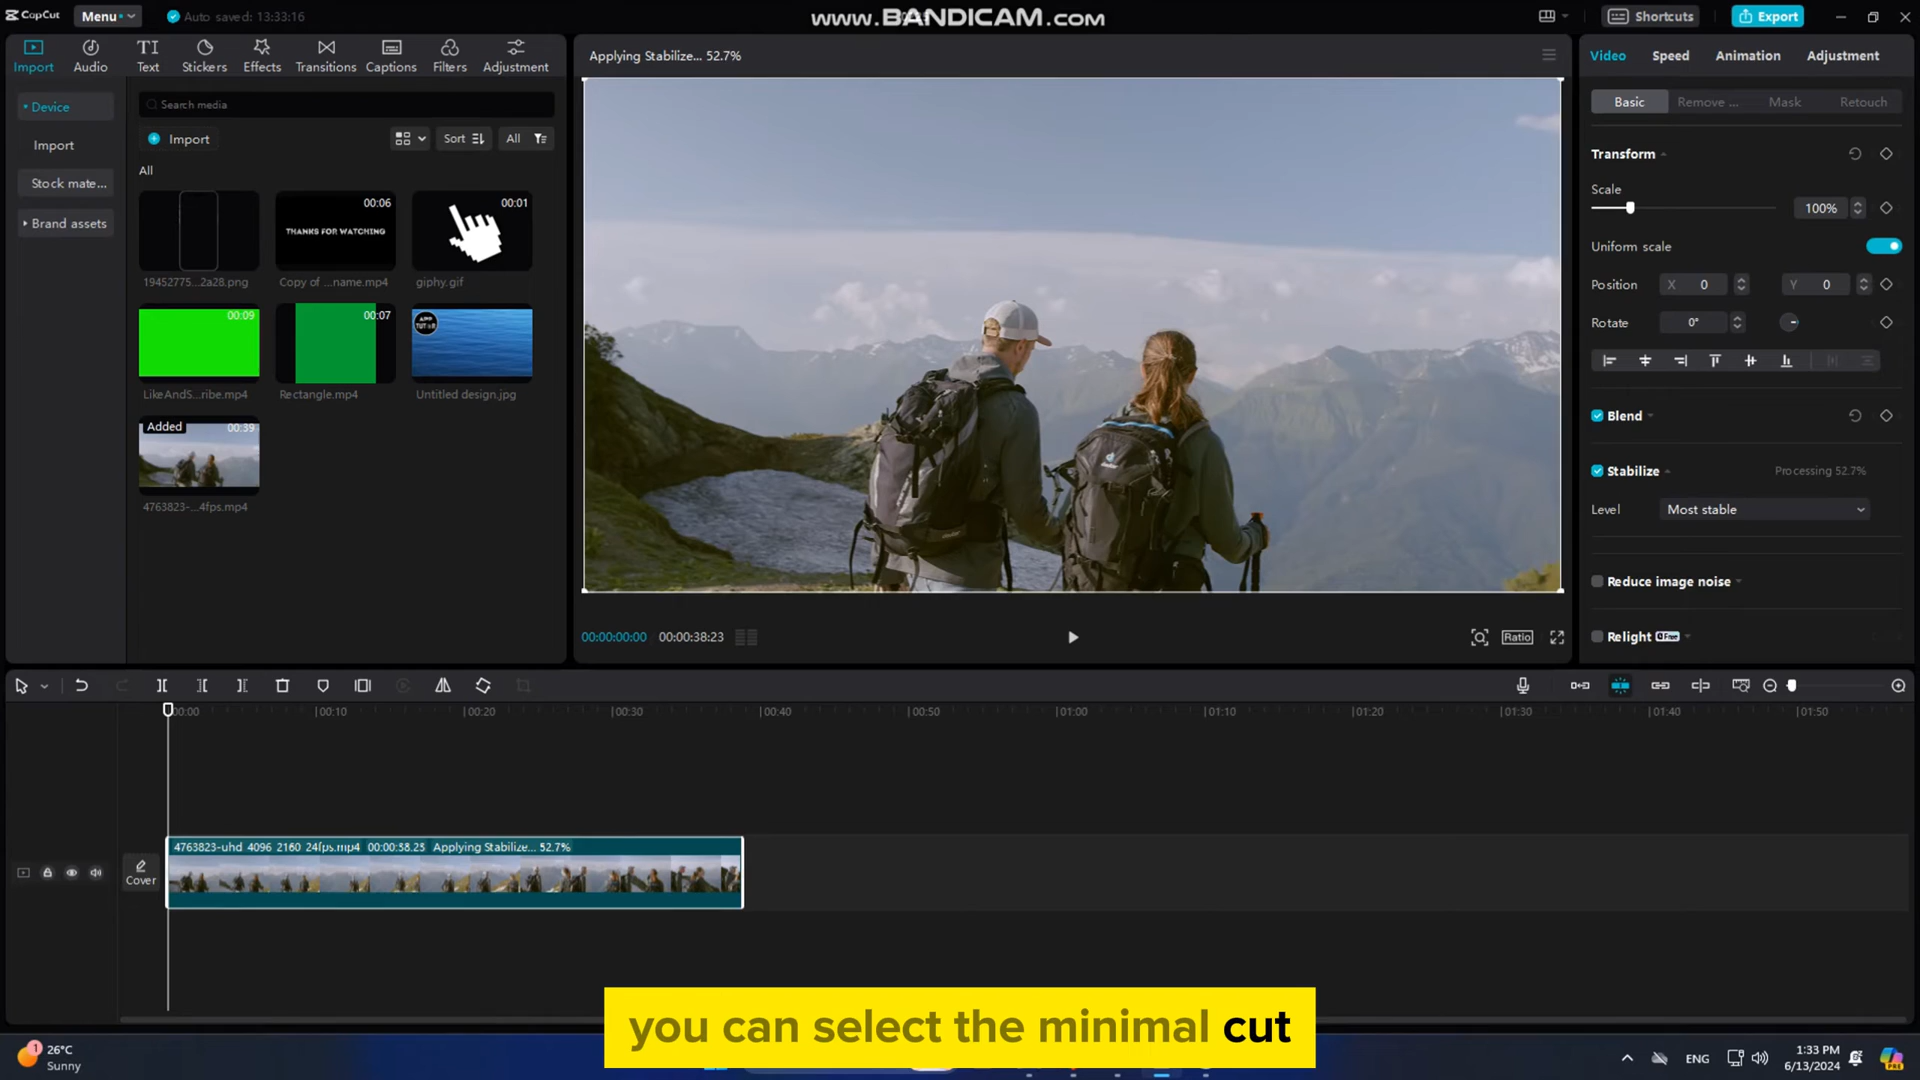 CapCut
Menu
Auto saved: 13:33:16
www.BANDICAM.com
Shortcuts
Export
Import
Audio
Text
Stickers
Effects
Transitions
Captions
Filters
Adjustment
Device
Import
Stock mate...
Brand assets
Search media
Import
Sort
All
All
00:06
THANKS FOR WATCHING
00:01
19452775...2a28.png
Copy of ...name.mp4
giphy.gif
00:09
00:07
LikeAndS...ribe.mp4
Rectangle.mp4
Untitled design.jpg
Added
00:39
4763823-...4fps.mp4
Applying Stabilize... 52.7%
00:00:00:00
00:00:38:23
Ratio
Video
Speed
Animation
Adjustment
Basic
Remove ...
Mask
Retouch
Transform
Scale
100%
Uniform scale
Position
X 0
Y 0
Rotate
0°
Blend
Stabilize
Processing 52.7%
Level
Most stable
Reduce image noise
Relight
Free
00:00
00:10
00:20
00:30
00:40
00:50
01:00
01:10
01:20
01:30
01:40
01:50
Cover
4763823-uhd_4096_2160_24fps.mp4 00:00:38:23 Applying Stabilize... 52.7%
you can select the minimal cut
1
26°C
Sunny
ENG
1:33 PM
6/13/2024
PRE